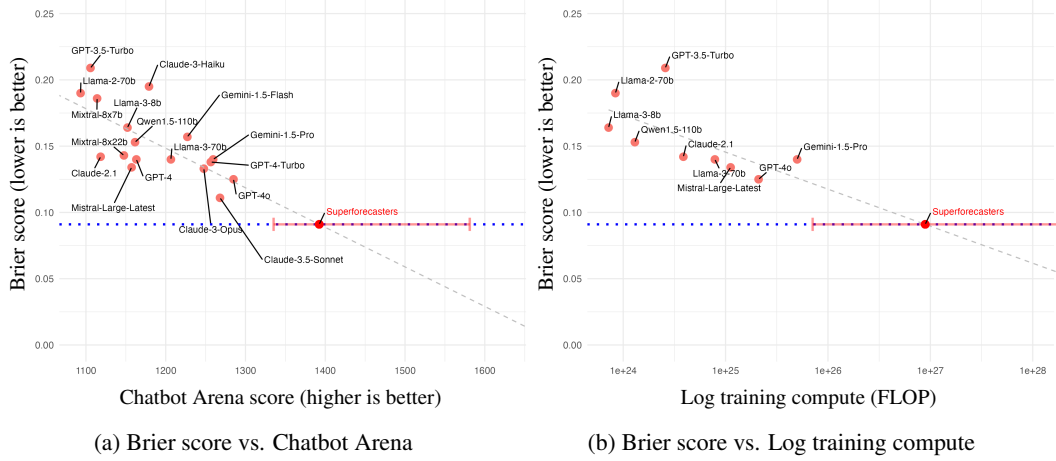 Brier score (lower is better)
0.25
0.20
0.15
0.10
0.05
0.00
GPT-3.5-Turbo
Claude-3-Haiku
Llama-2-70b
Gemini-1.5-Flash
Llama-3-8b
Mixtral-8x7b
Qwen1.5-110b
Gemini-1.5-Pro
Mixtral-8x22b
Llama-3-70b
GPT-4-Turbo
Claude-2.1
GPT-4
GPT-4o
Mistral-Large-Latest
Superforecasters
Claude-3-Opus
Claude-3.5-Sonnet
1100 1200 1300 1400 1500 1600
Chatbot Arena score (higher is better)
(a) Brier score vs. Chatbot Arena
Brier score (lower is better)
0.25
0.20
0.15
0.10
0.05
0.00
GPT-3.5-Turbo
Llama-2-70b
Llama-3-8b
Qwen1.5-110b
Claude-2.1
Gemini-1.5-Pro
GPT-4o
Llama-3-70b
Mistral-Large-Latest
Superforecasters
1e+24 1e+25 1e+26 1e+27 1e+28
Log training compute (FLOP)
(b) Brier score vs. Log training compute